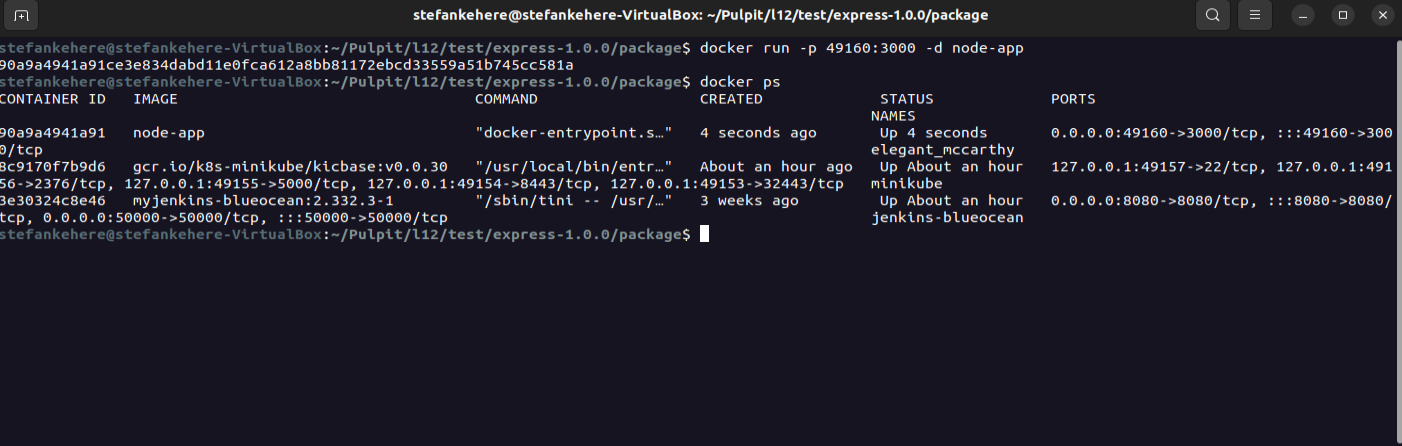 stefankehere@stefankehere-VirtualBox: ~/Pulpit/l12/test/express-1.0.0/package
stefankehere@stefankehere-VirtualBox:~/Pulpit/l12/test/express-1.0.0/package$ docker run -p 49160:3000 -d node-app
90a9a4941a91ce3e834dabd11e0fca612a8bb81172ebcd33559a51b745cc581a
stefankehere@stefankehere-VirtualBox:~/Pulpit/l12/test/express-1.0.0/package$ docker ps
CONTAINER ID   IMAGE                                 COMMAND                  CREATED             STATUS             PORTS
NAMES
90a9a4941a91   node-app                              "docker-entrypoint.s…"   4 seconds ago       Up 4 seconds       0.0.0.0:49160->3000/tcp, :::49160->300
0/tcp                                                                                             elegant_mccarthy
8c9170f7b9d6   gcr.io/k8s-minikube/kicbase:v0.0.30   "/usr/local/bin/entr…"   About an hour ago   Up About an hour   127.0.0.1:49157->22/tcp, 127.0.0.1:491
56->2376/tcp, 127.0.0.1:49155->5000/tcp, 127.0.0.1:49154->8443/tcp, 127.0.0.1:49153->32443/tcp   minikube
3e30324c8e46   myjenkins-blueocean:2.332.3-1         "/sbin/tini -- /usr/…"   3 weeks ago         Up About an hour   0.0.0.0:8080->8080/tcp, :::8080->8080/
tcp, 0.0.0.0:50000->50000/tcp, :::50000->50000/tcp                                                jenkins-blueocean
stefankehere@stefankehere-VirtualBox:~/Pulpit/l12/test/express-1.0.0/package$